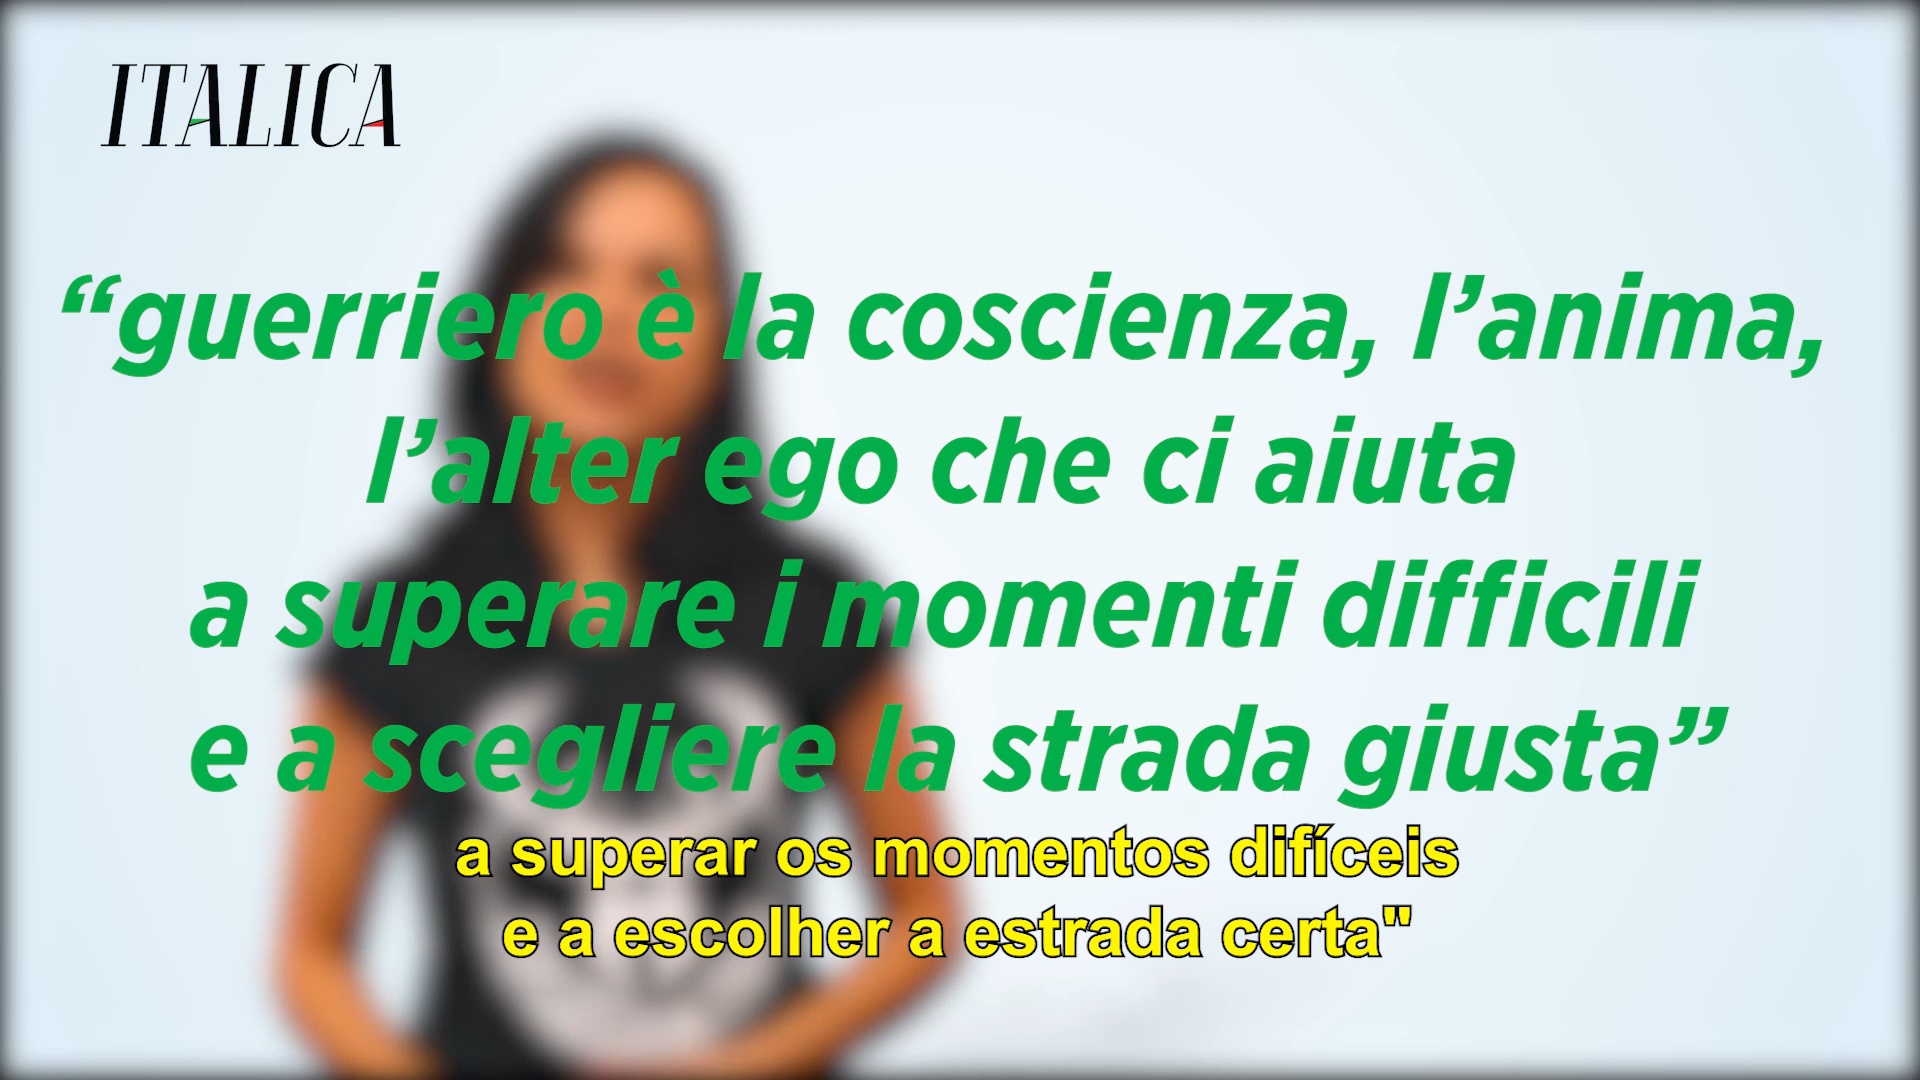 ITALICA
“guerriero è la coscienza, l’anima,
l’alter ego che ci aiuta
a superare i momenti difficili
e a scegliere la strada giusta”
a superar os momentos difíceis
e a escolher a estrada certa"